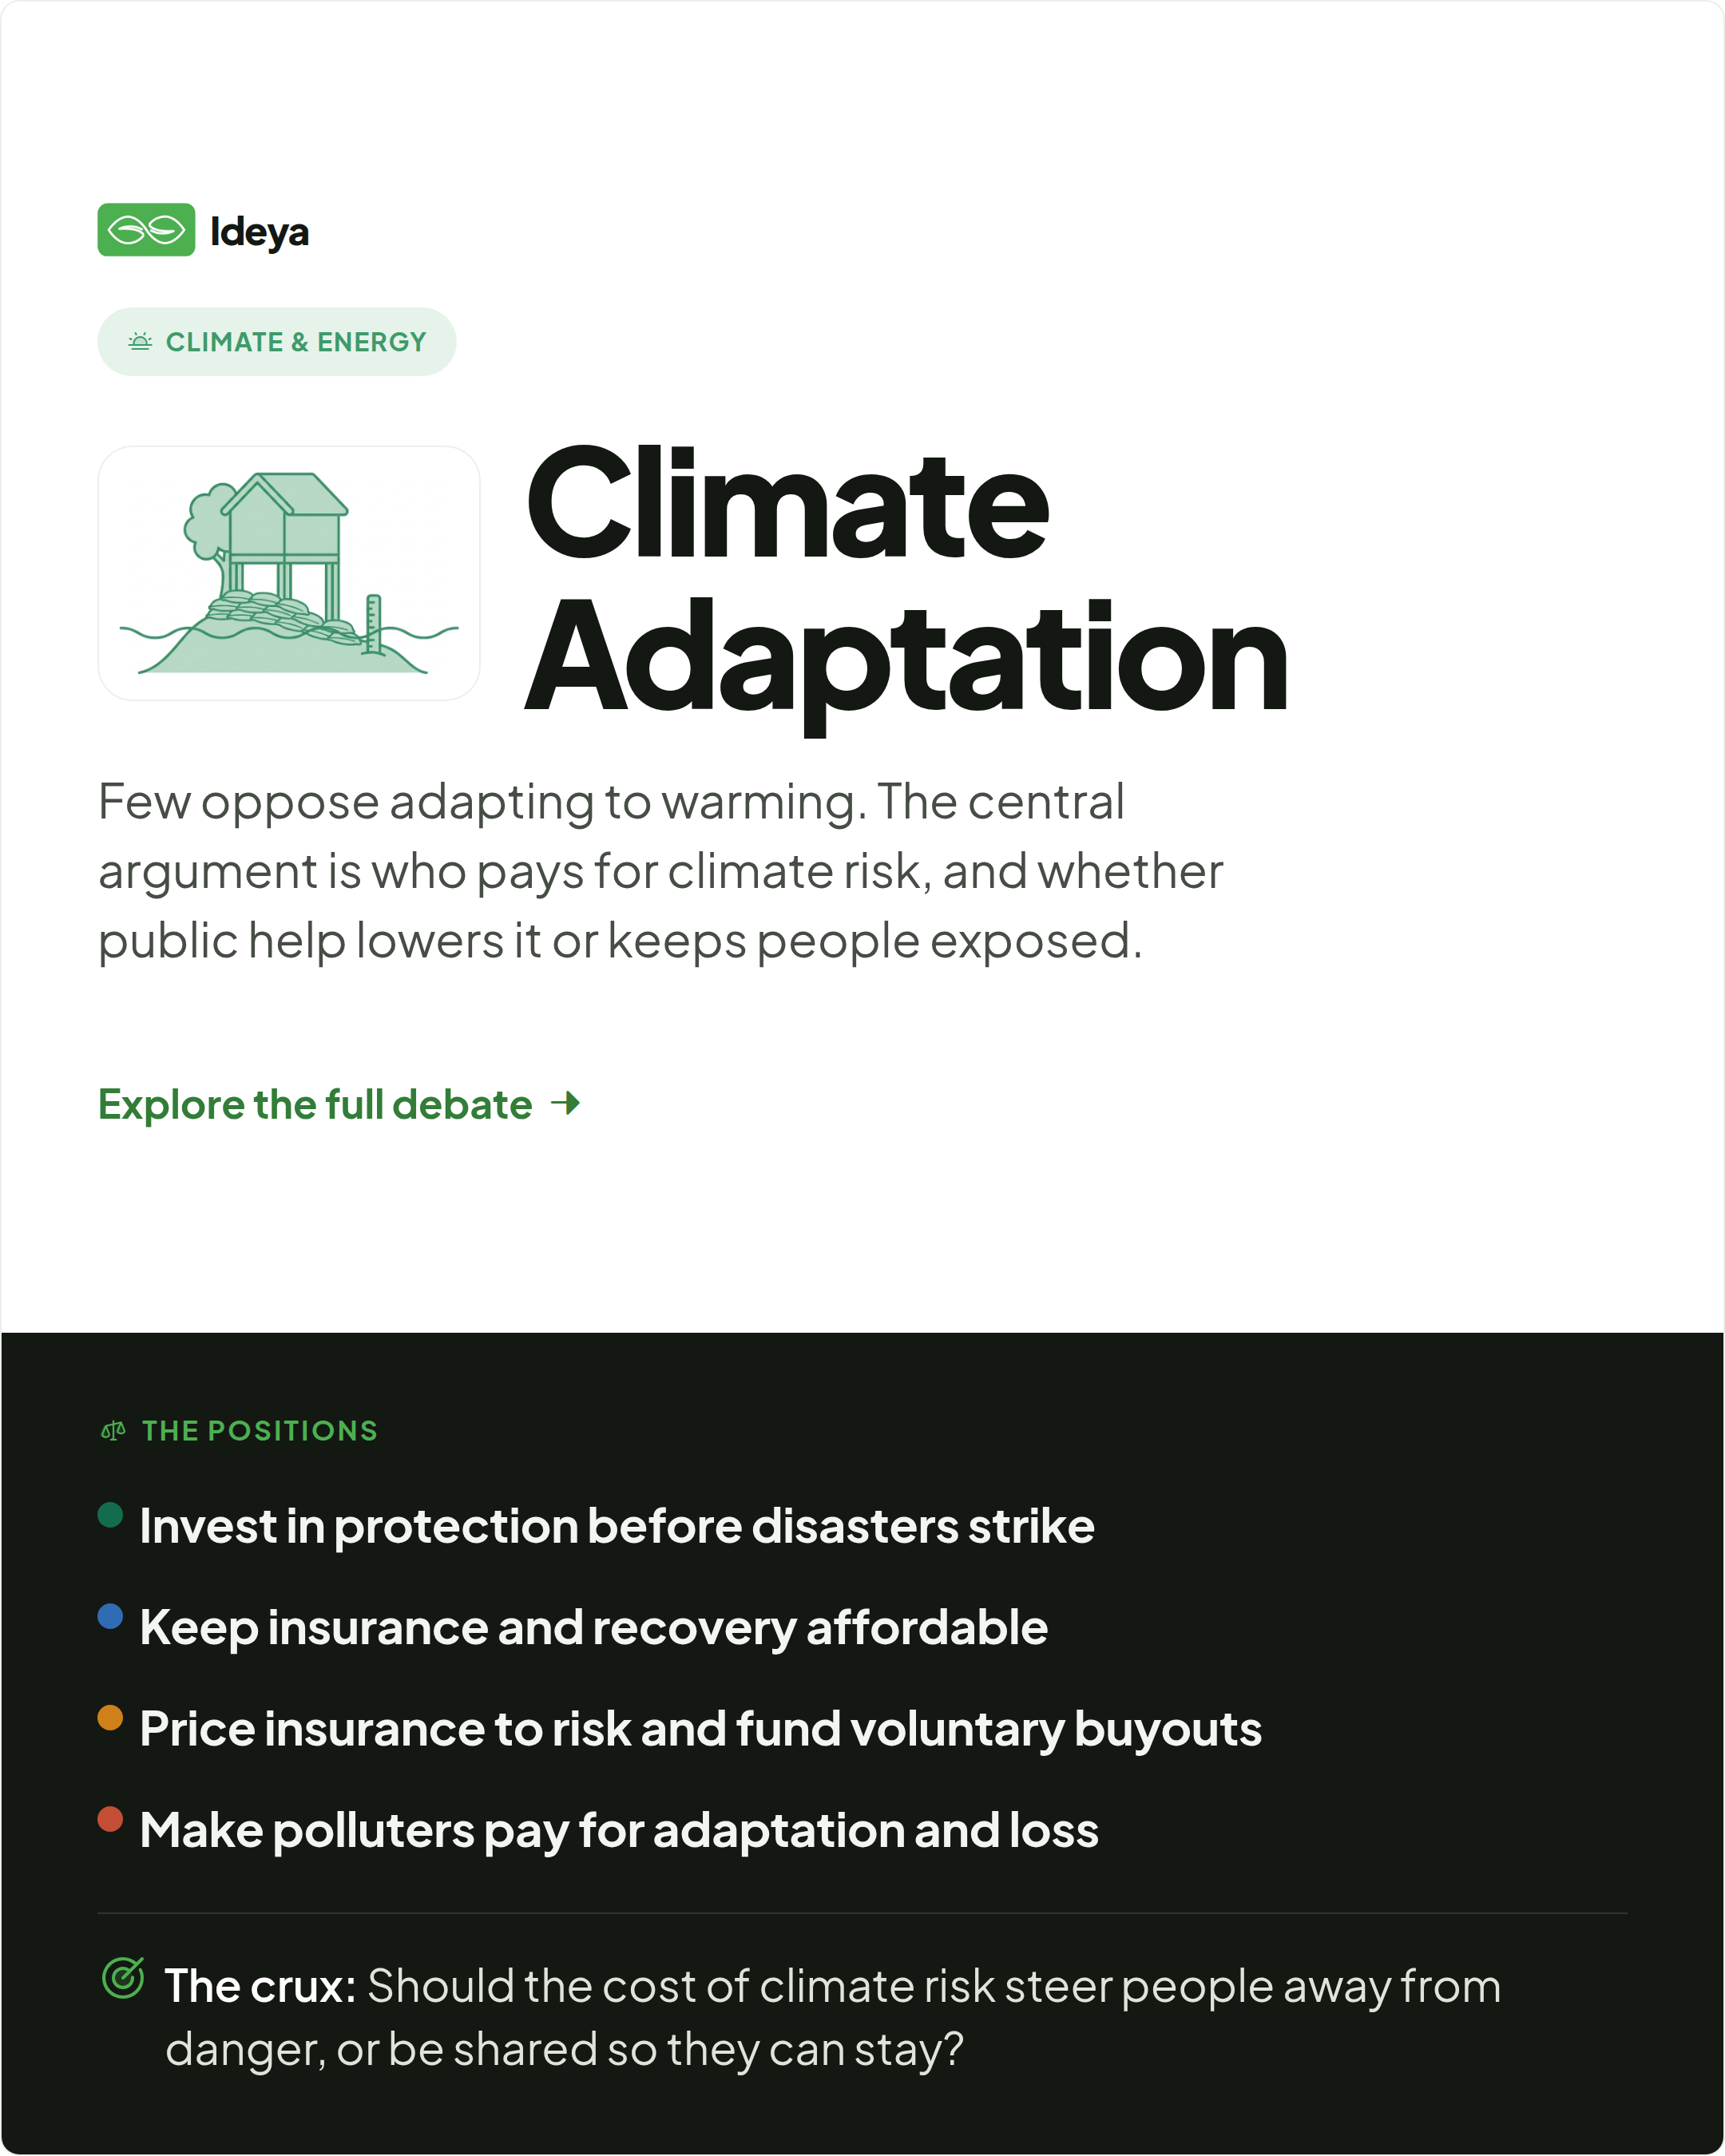 Ideya
CLIMATE & ENERGY
Climate
Adaptation
Few oppose adapting to warming. The central
argument is who pays for climate risk, and whether
public help lowers it or keeps people exposed.
Explore the full debate
THE POSITIONS
Invest in protection before disasters strike
Keep insurance and recovery affordable
Price insurance to risk and fund voluntary buyouts
Make polluters pay for adaptation and loss
The crux: Should the cost of climate risk steer people away from
danger, or be shared so they can stay?